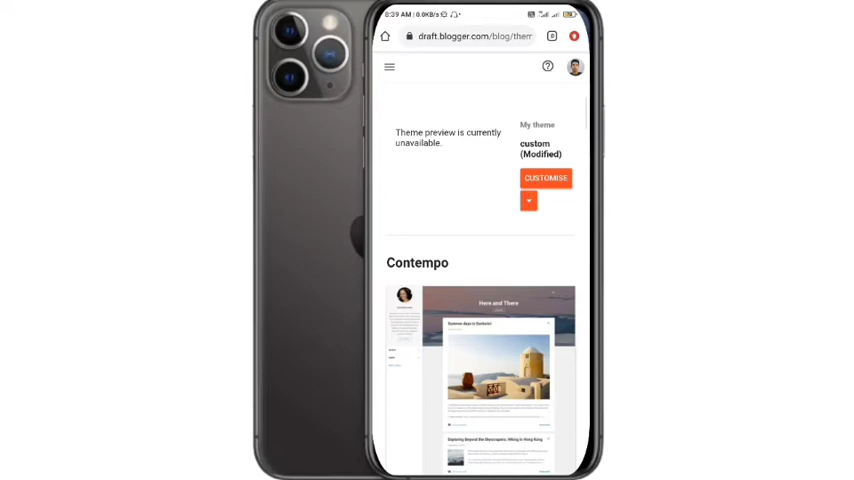 8:39 AM | 0.0KB/s
draft.blogger.com/blog/them
My theme
Theme preview is currently
unavailable.
custom
(Modified)
CUSTOMISE
Contempo
Here and There
Summer days in Santorini
Exploring Beyond the Skyscrapers: Hiking in Hong Kong